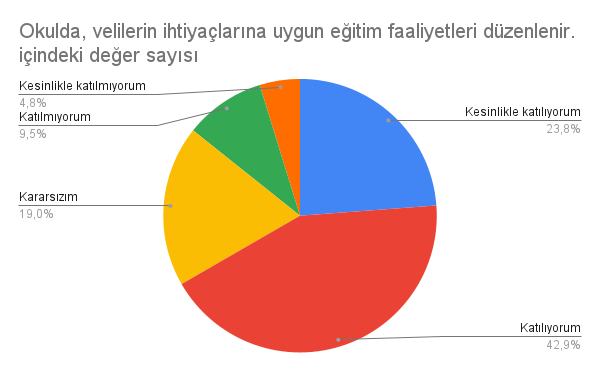 Okulda, velilerin ihtiyaçlarına uygun eğitim faaliyetleri düzenlenir.
içindeki değer sayısı
Kesinlikle katılmıyorum
4,8%
Katılmıyorum
9,5%
Kararsızım
19,0%
Kesinlikle katılıyorum
23,8%
Katılıyorum
42,9%